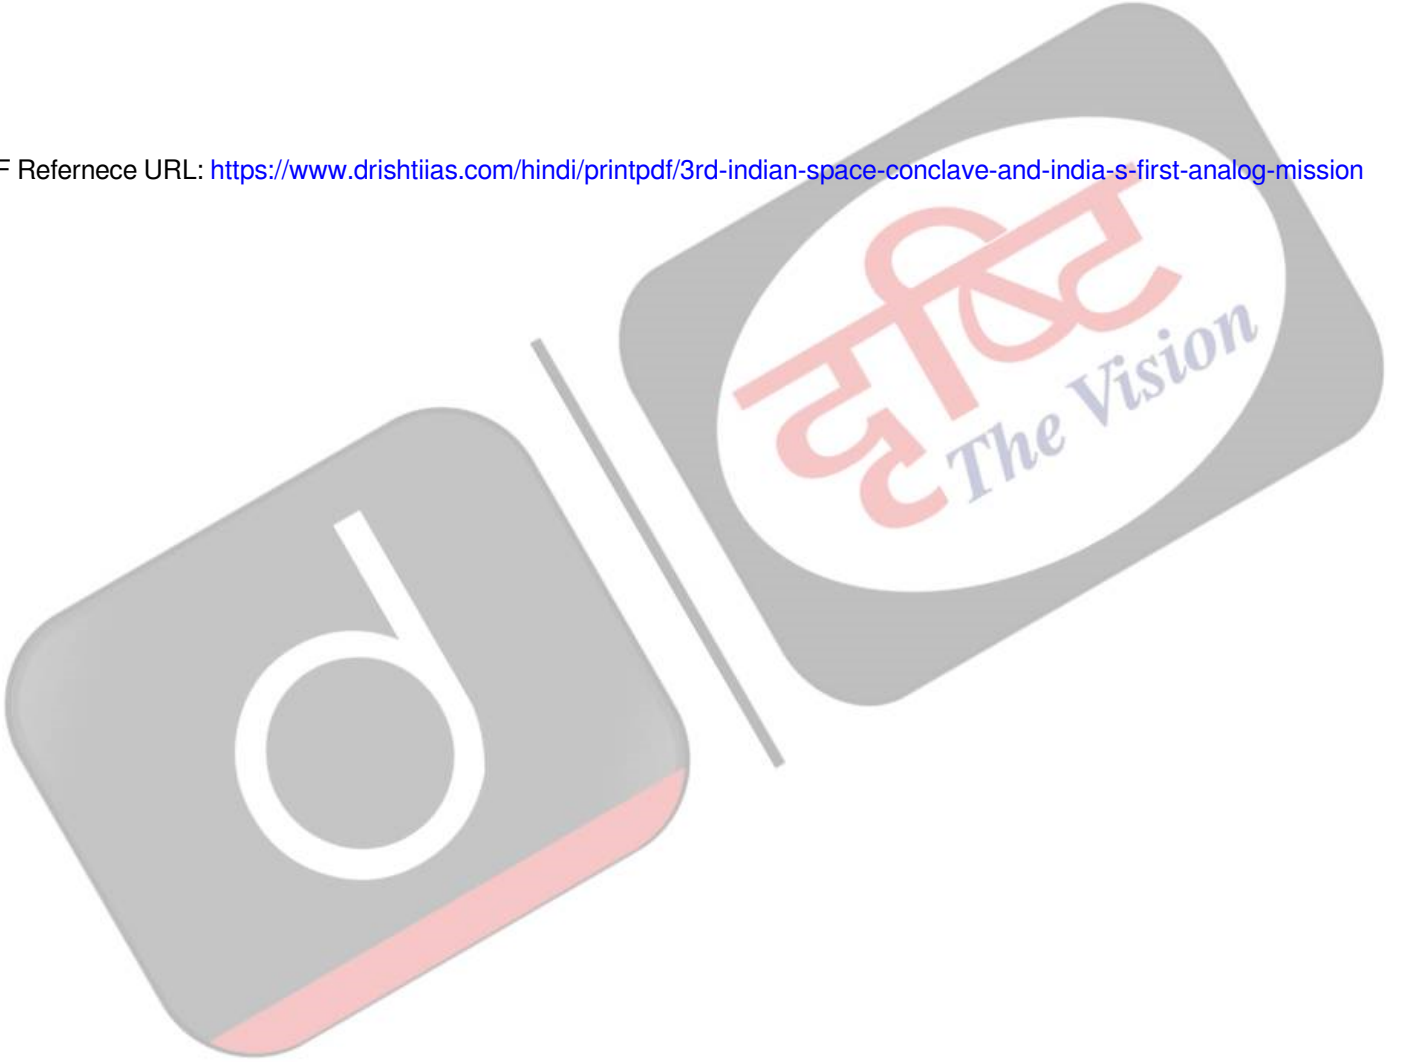 F Refernece URL: https://www.drishtiias.com/hindi/printpdf/3rd-indian-space-conclave-and-india-s-first-analog-mission
दृष्टि
The Vision
d